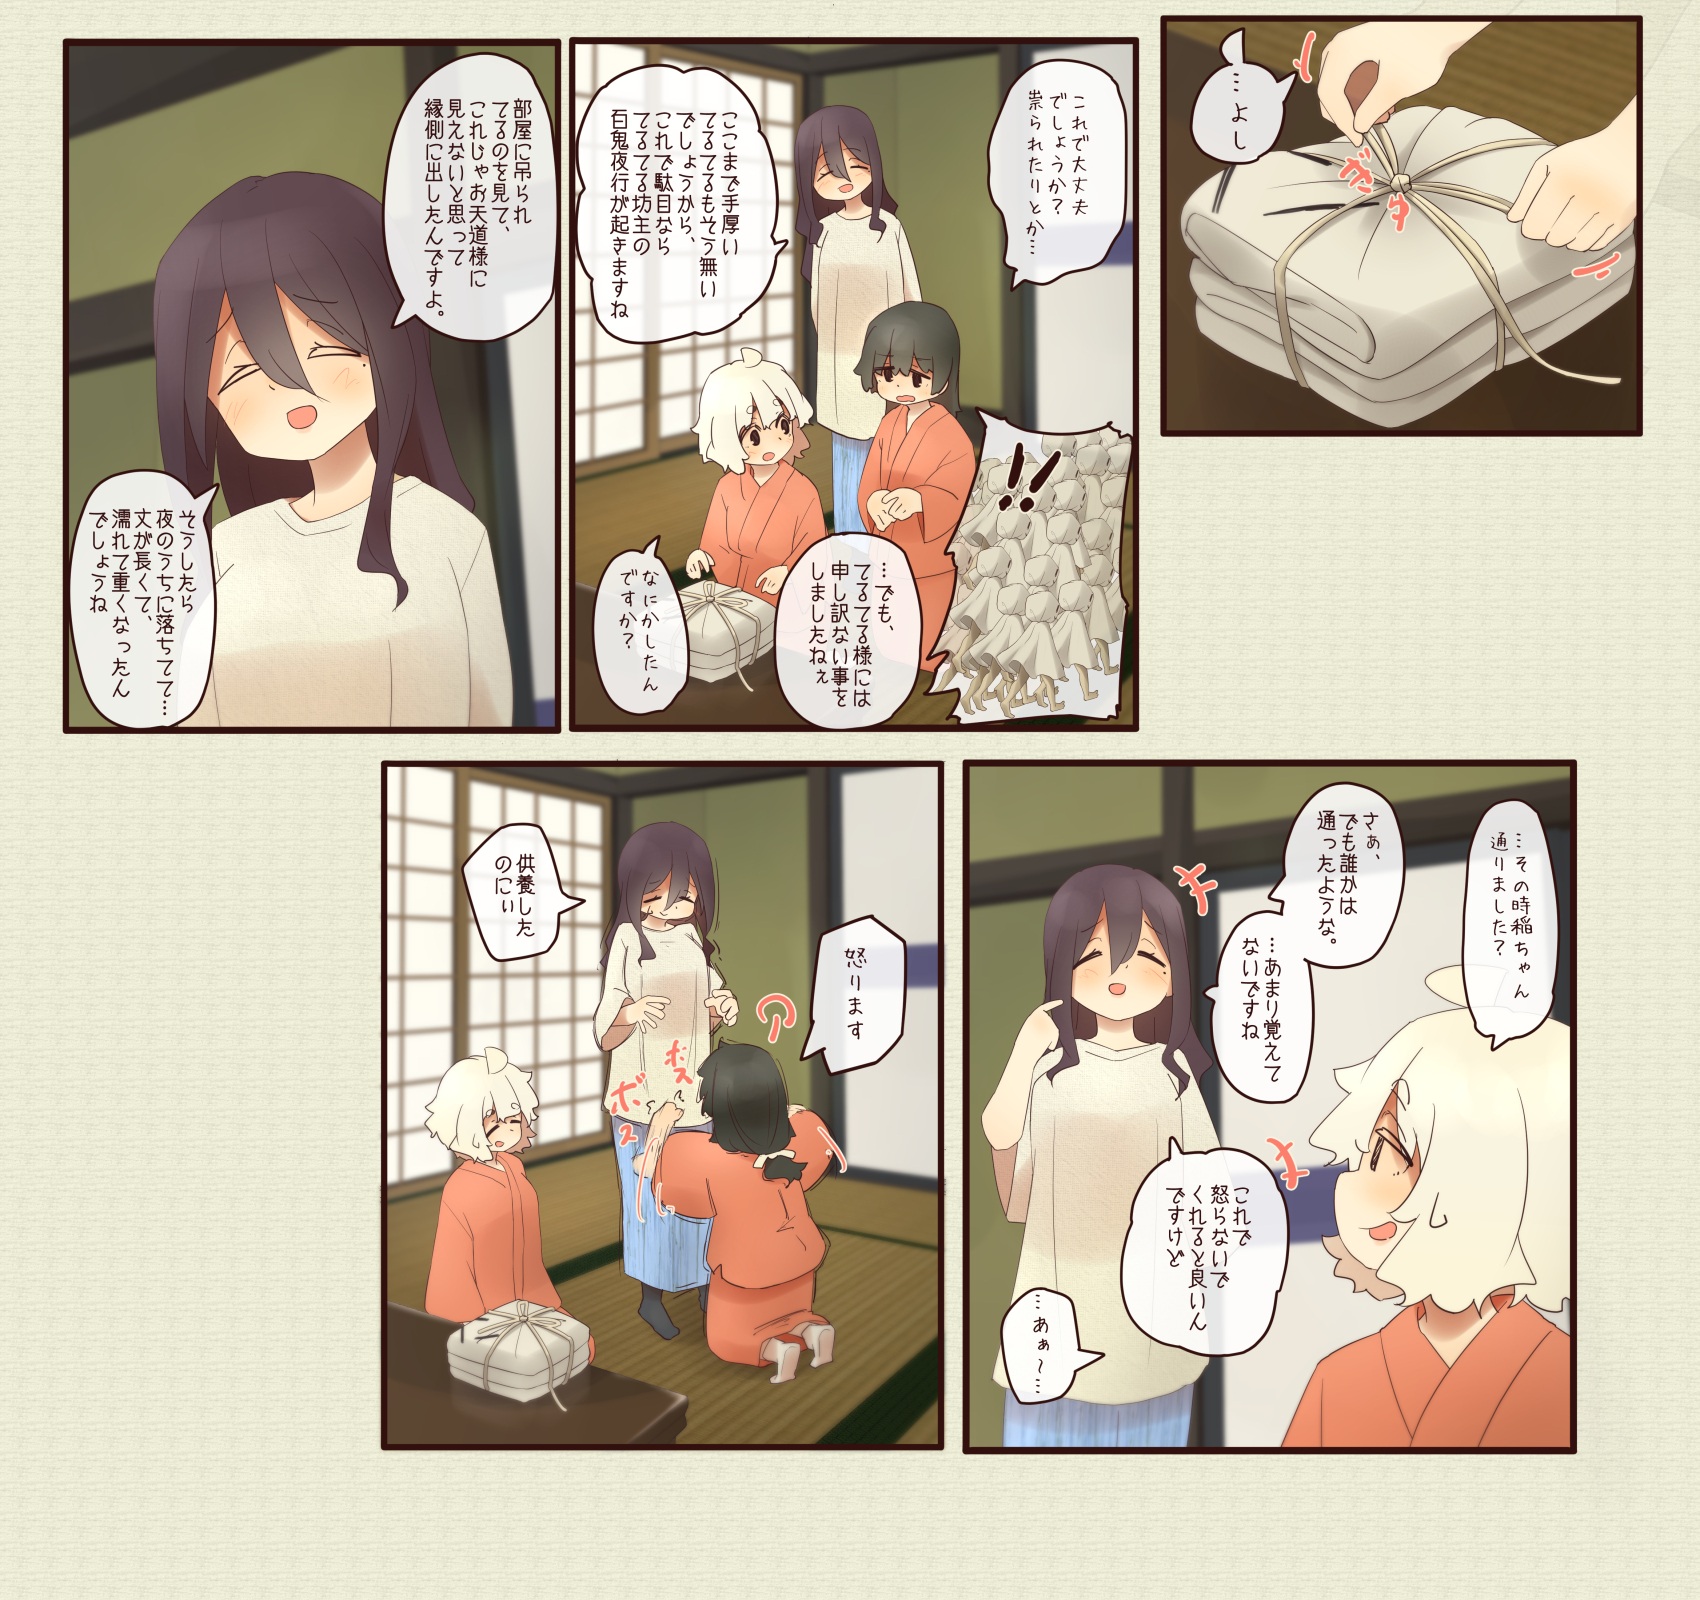 …よし
ぎゅ
これで大丈夫
でしょうか？
祟られたりとか…
ここまで手厚い
てるてるもそう無い
でしょうから、
これで駄目なら
てるてる坊主の
百鬼夜行が起きますね
!!
…でも、
てるてる様には
申し訳ない事を
しましたねぇ
なにかしたん
ですか？
部屋に吊られ
てるのを見て、
これじゃお天道様に
見えないと思って
縁側に出したんですよ。
そうしたら
夜のうちに落ちてて…
丈が長くて、
濡れて重くなったん
でしょうね
…その時稲ちゃん
通りました？
さぁ、
でも誰かは
通ったような。
…あまり覚えて
ないですね
これで
怒らないで
くれると良いん
ですけど
…あぁ～…
怒ります
ポス
ポス
供養した
のにぃ